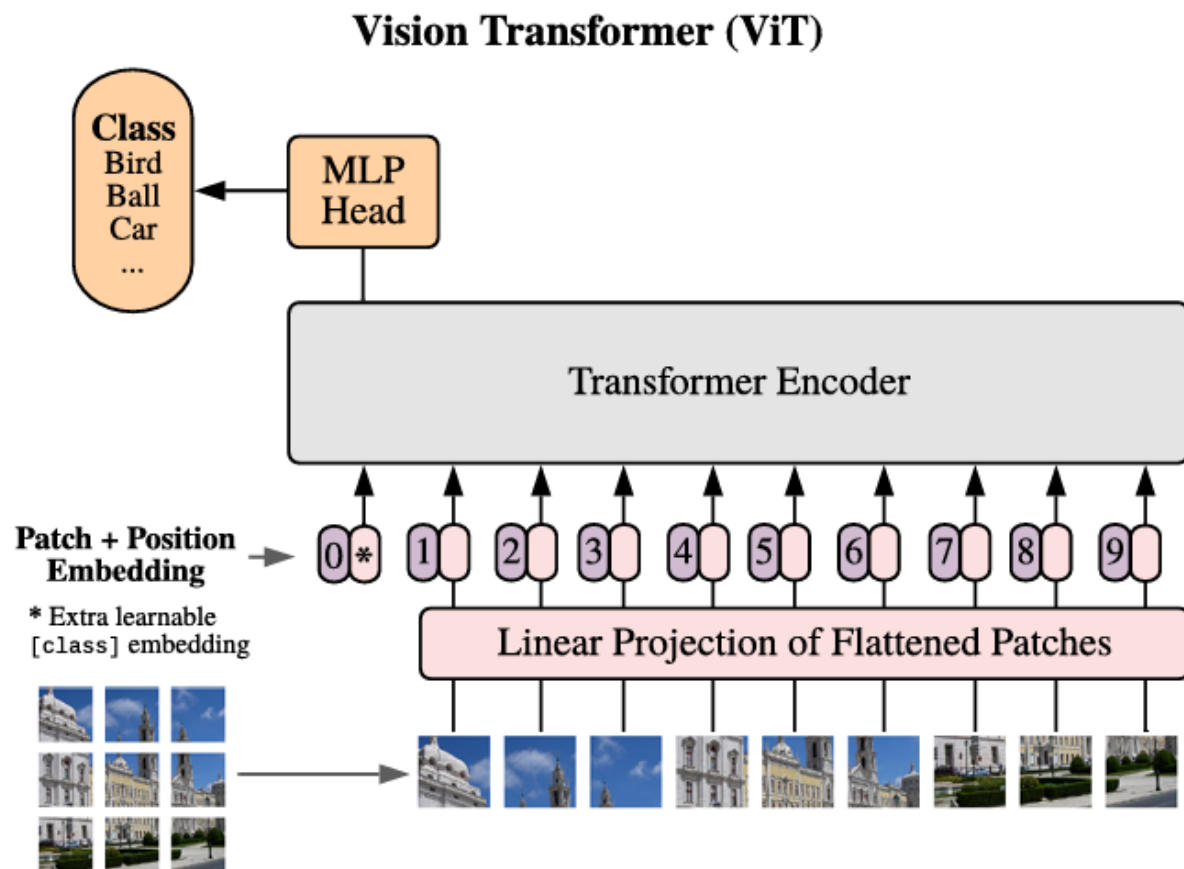 Vision Transformer (ViT)
Class
Bird
Ball
Car
...
MLP
Head
Transformer Encoder
Patch + Position
Embedding
0 * 1 2 3 4 5 6 7 8 9
* Extra learnable
[class] embedding
Linear Projection of Flattened Patches